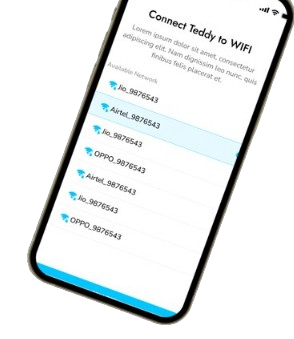 Connect Teddy to WIFI
Lorem ipsum dolor sit amet, consectetur
adipiscing elit. Nam dignissim leo nunc, quis
finibus felis placerat et.
Available Network
Jio_9876543
Airtel_9876543
Jio_9876543
OPPO_9876543
Airtel_9876543
Jio_9876543
OPPO_9876543